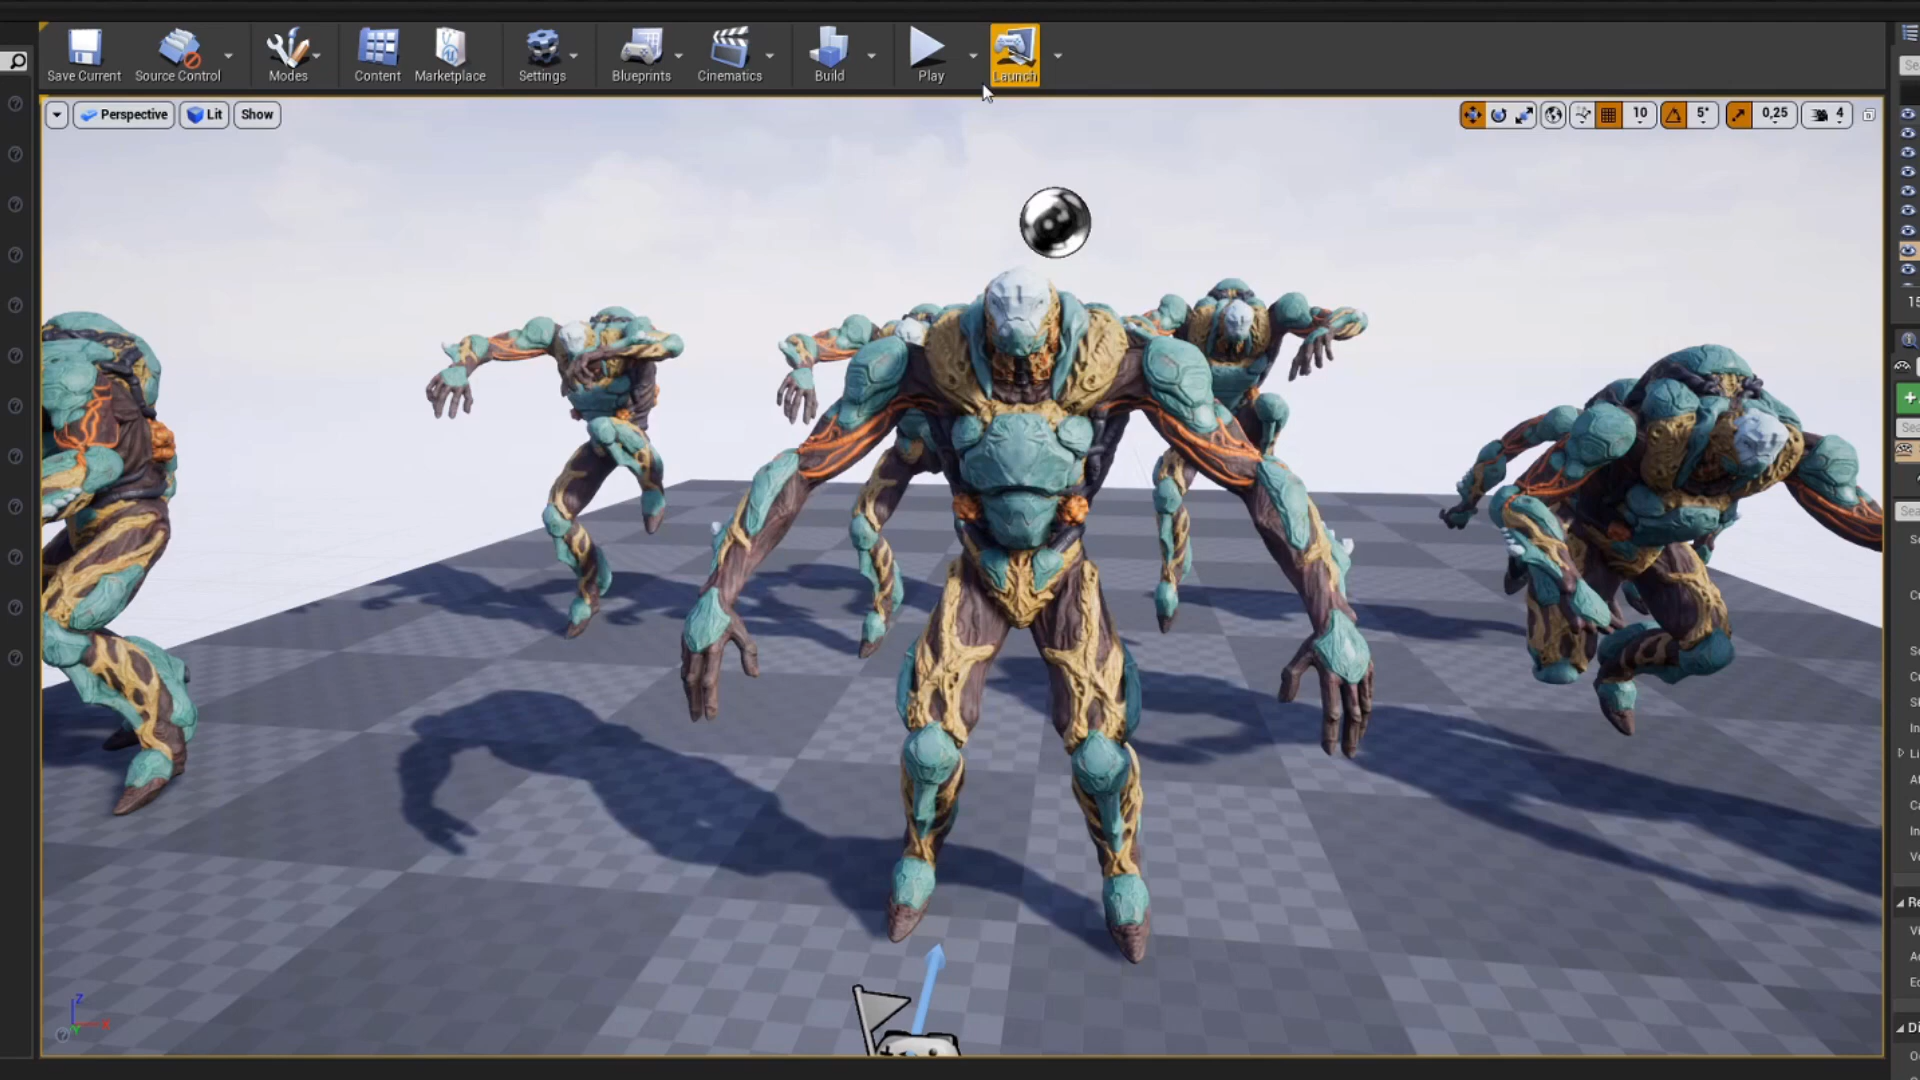 Save Current
Source Control
Modes
Content
Marketplace
Settings
Blueprints
Cinematics
Build
Play
Launch
Perspective
Lit
Show
10
5°
0,25
4
Z
X
Y